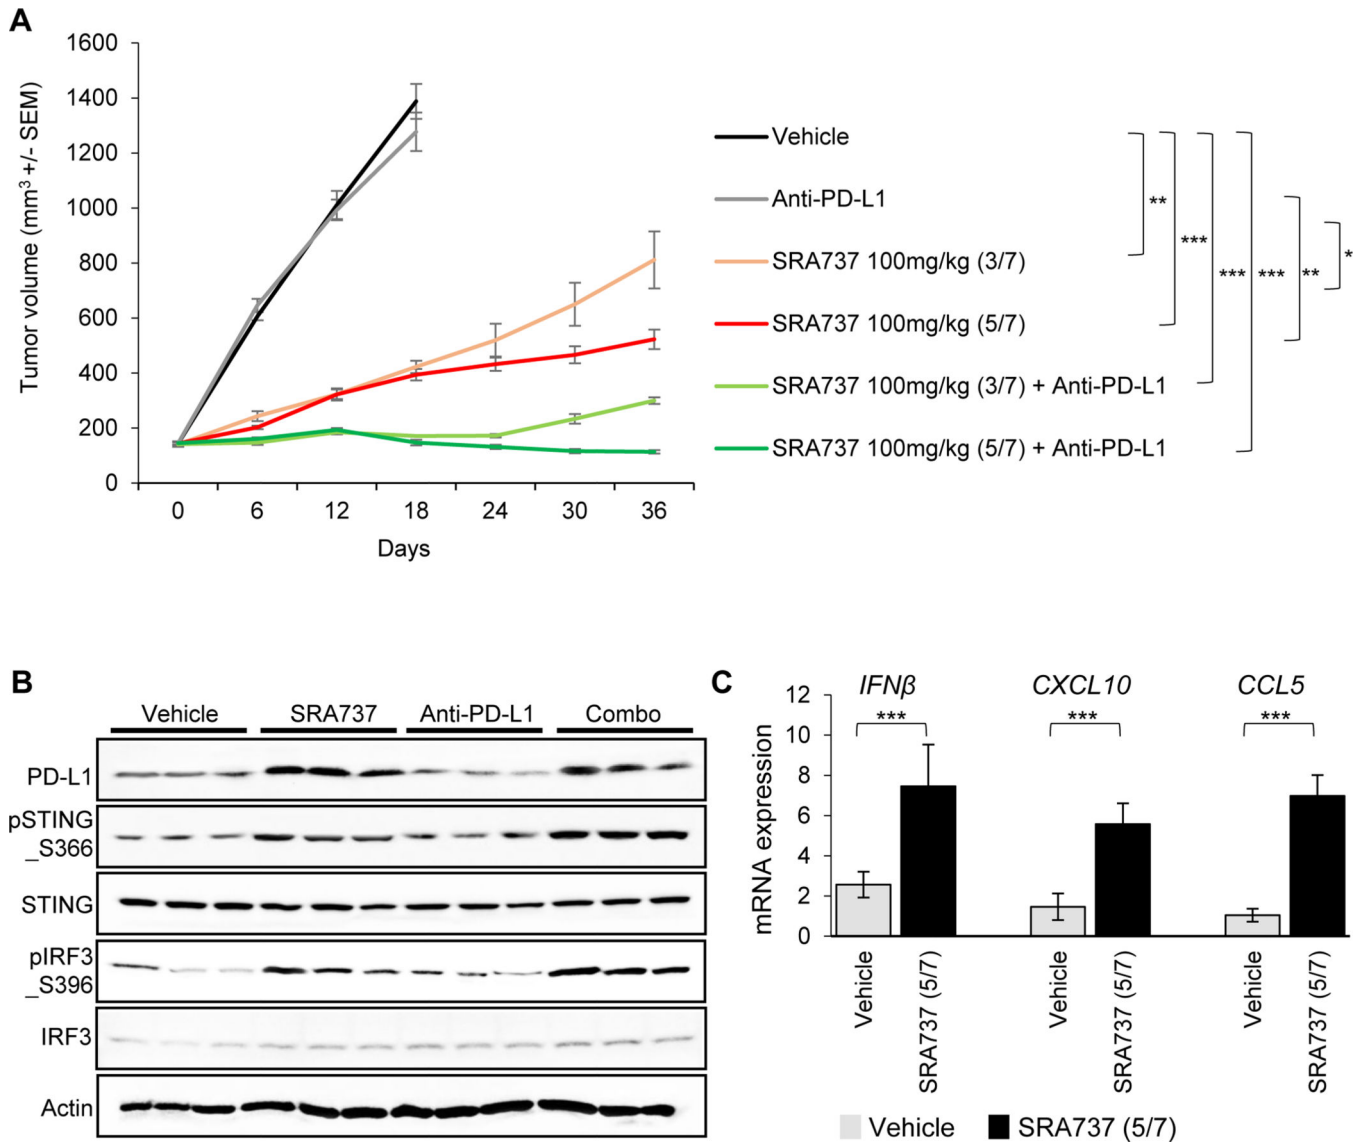 A
1600
1400
1200
1000
800
600
400
200
0
Tumor volume (mm³ +/- SEM)
0 6 12 18 24 30 36
Days
Vehicle
Anti-PD-L1
SRA737 100mg/kg (3/7)
SRA737 100mg/kg (5/7)
SRA737 100mg/kg (3/7) + Anti-PD-L1
SRA737 100mg/kg (5/7) + Anti-PD-L1
** *** *** *** ** *
B
Vehicle SRA737 Anti-PD-L1 Combo
PD-L1
pSTING
_S366
STING
pIRF3
_S396
IRF3
Actin
C
IFNβ CXCL10 CCL5
*** *** ***
12
10
8
6
4
2
0
mRNA expression
Vehicle
SRA737 (5/7)
Vehicle
SRA737 (5/7)
Vehicle
SRA737 (5/7)
Vehicle SRA737 (5/7)